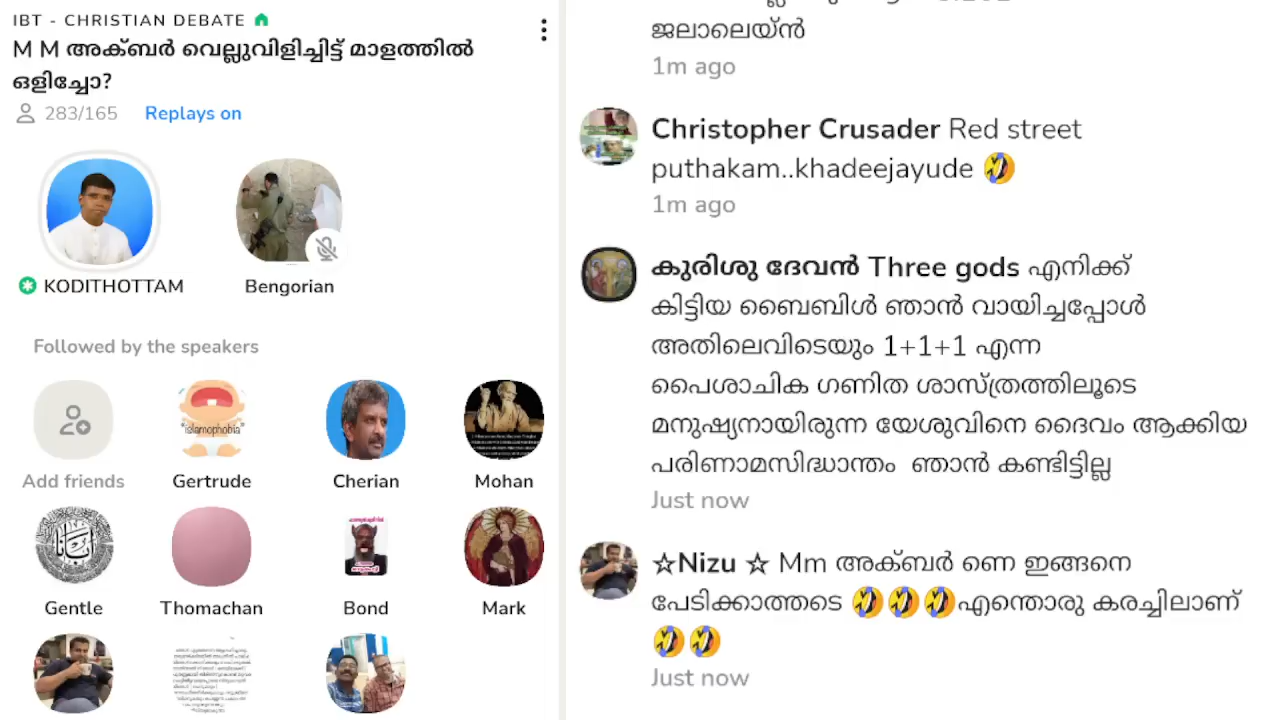 IBT - CHRISTIAN DEBATE
M M അക്ബർ വെല്ലുവിളിച്ചിട്ട് മാളത്തിൽ
ഒളിച്ചോ?
283/165 Replays on
KODITHOTTAM
Bengorian
Followed by the speakers
"islamophobia"
Add friends
Gertrude
Cherian
Mohan
Gentle
Thomachan
Bond
Mark
ജലാലെയ്ൻ
1m ago
Christopher Crusader Red street
puthakam..khadeejayude 🤣
1m ago
കുരിശു ദേവൻ Three gods എനിക്ക്
കിട്ടിയ ബൈബിൾ ഞാൻ വായിച്ചപ്പോൾ
അതിലെവിടെയും 1+1+1 എന്ന
പൈശാചിക ഗണിത ശാസ്ത്രത്തിലൂടെ
മനുഷ്യനായിരുന്ന യേശുവിനെ ദൈവം ആക്കിയ
പരിണാമസിദ്ധാന്തം ഞാൻ കണ്ടിട്ടില്ല
Just now
☆Nizu ☆ Mm അക്ബർ ണെ ഇങ്ങനെ
പേടിക്കാത്തടെ 🤣🤣🤣എന്തൊരു കരച്ചിലാണ്
🤣🤣
Just now